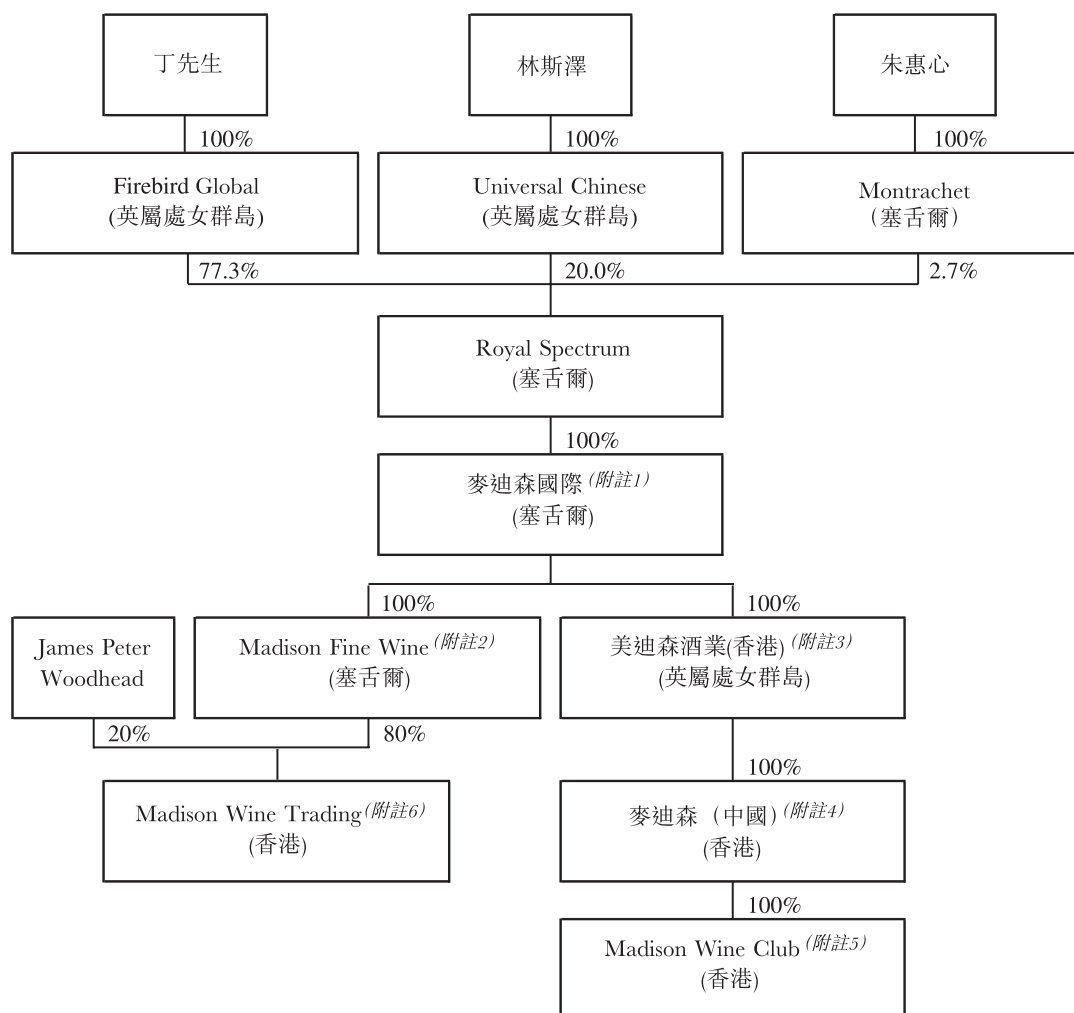 丁先生
林斯澤
朱惠心
100%
100%
100%
Firebird Global
(英屬處女群島)
Universal Chinese
(英屬處女群島)
Montrachet
（塞舌爾）
77.3%
20.0%
2.7%
Royal Spectrum
(塞舌爾)
100%
麥迪森國際(附註1)
(塞舌爾)
100%
100%
James Peter
Woodhead
Madison Fine Wine(附註2)
(塞舌爾)
美迪森酒業(香港)(附註3)
(英屬處女群島)
20%
80%
100%
Madison Wine Trading(附註6)
(香港)
麥迪森（中國）(附註4)
(香港)
100%
Madison Wine Club(附註5)
(香港)